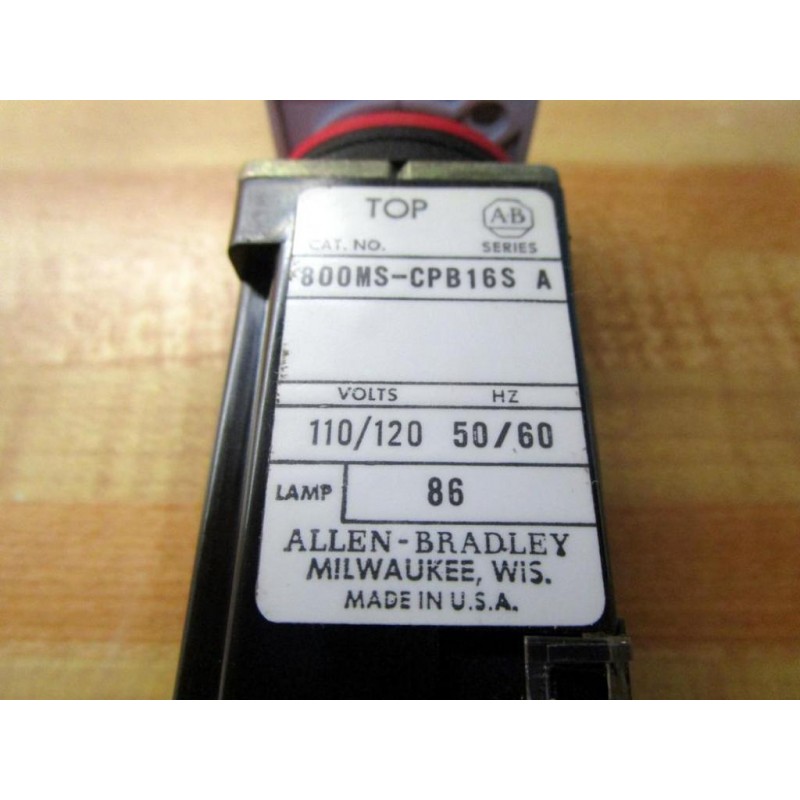 TOP
A-B
CAT. NO. SERIES
800MS-CPB16S A
VOLTS HZ
110/120 50/60
LAMP 86
ALLEN-BRADLEY
MILWAUKEE, WIS.
MADE IN U.S.A.